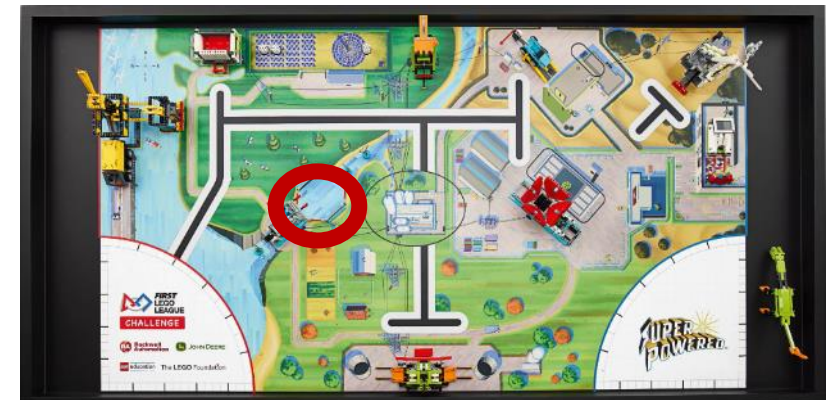 FIRST
LEGO
LEAGUE
CHALLENGE
Rockwell
Automation
JOHN DEERE
education The LEGO Foundation
SUPER
POWERED